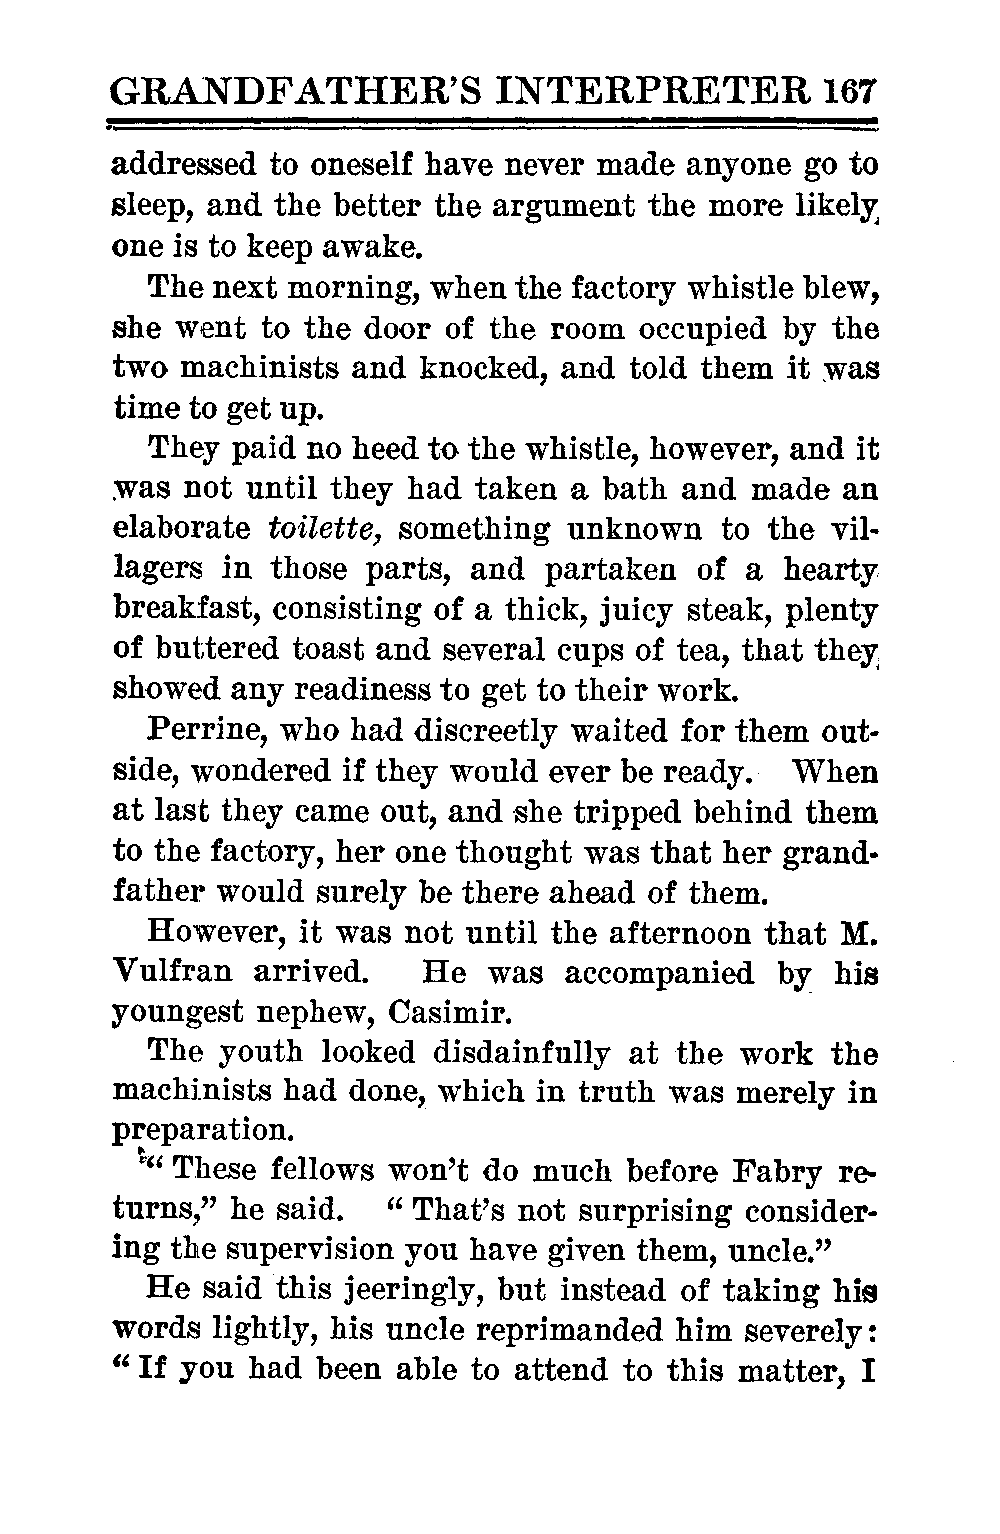 GRANDFATHER'S INTERPRETER 167
addressed to oneself have never made anyone go to
sleep, and the better the argument the more likely
one is to keep awake.
The next morning, when the factory whistle blew,
she went to the door of the room occupied by the
two machinists and knocked, and told them it was
time to get up.
They paid no heed to the whistle, however, and it
was not until they had taken a bath and made an
elaborate toilette, something unknown to the vil-
lagers in those parts, and partaken of a hearty
breakfast, consisting of a thick, juicy steak, plenty
of buttered toast and several cups of tea, that they
showed any readiness to get to their work.
Perrine, who had discreetly waited for them out-
side, wondered if they would ever be ready. When
at last they came out, and she tripped behind them
to the factory, her one thought was that her grand-
father would surely be there ahead of them.
However, it was not until the afternoon that M.
Vulfran arrived. He was accompanied by his
youngest nephew, Casimir.
The youth looked disdainfully at the work the
machinists had done, which in truth was merely in
preparation.
“ These fellows won't do much before Fabry re-
turns,” he said. “ That's not surprising consider-
ing the supervision you have given them, uncle.”
He said this jeeringly, but instead of taking his
words lightly, his uncle reprimanded him severely:
“ If you had been able to attend to this matter, I